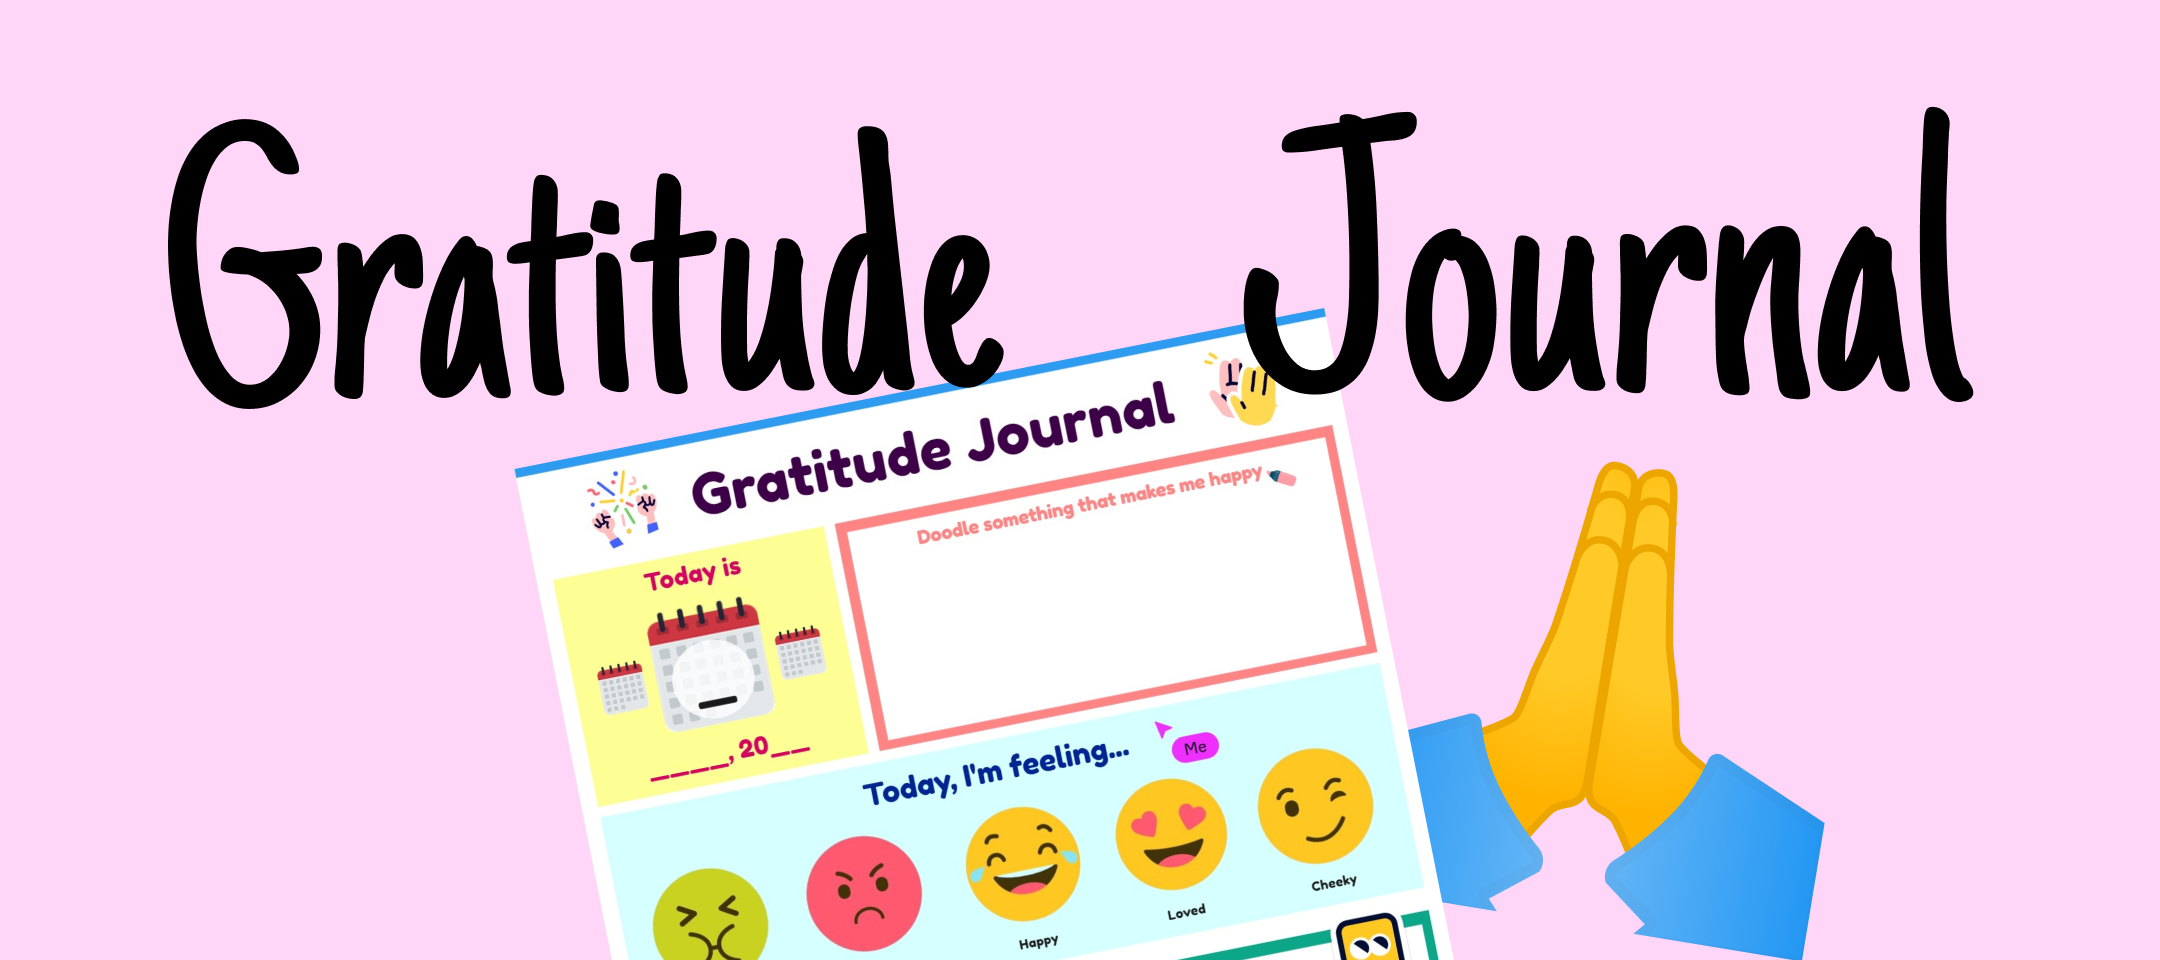 Gratitude Journal
Gratitude Journal
Doodle something that makes me happy
Today is
____, 20__
Today, I'm feeling...
Me
Happy
Loved
Cheeky